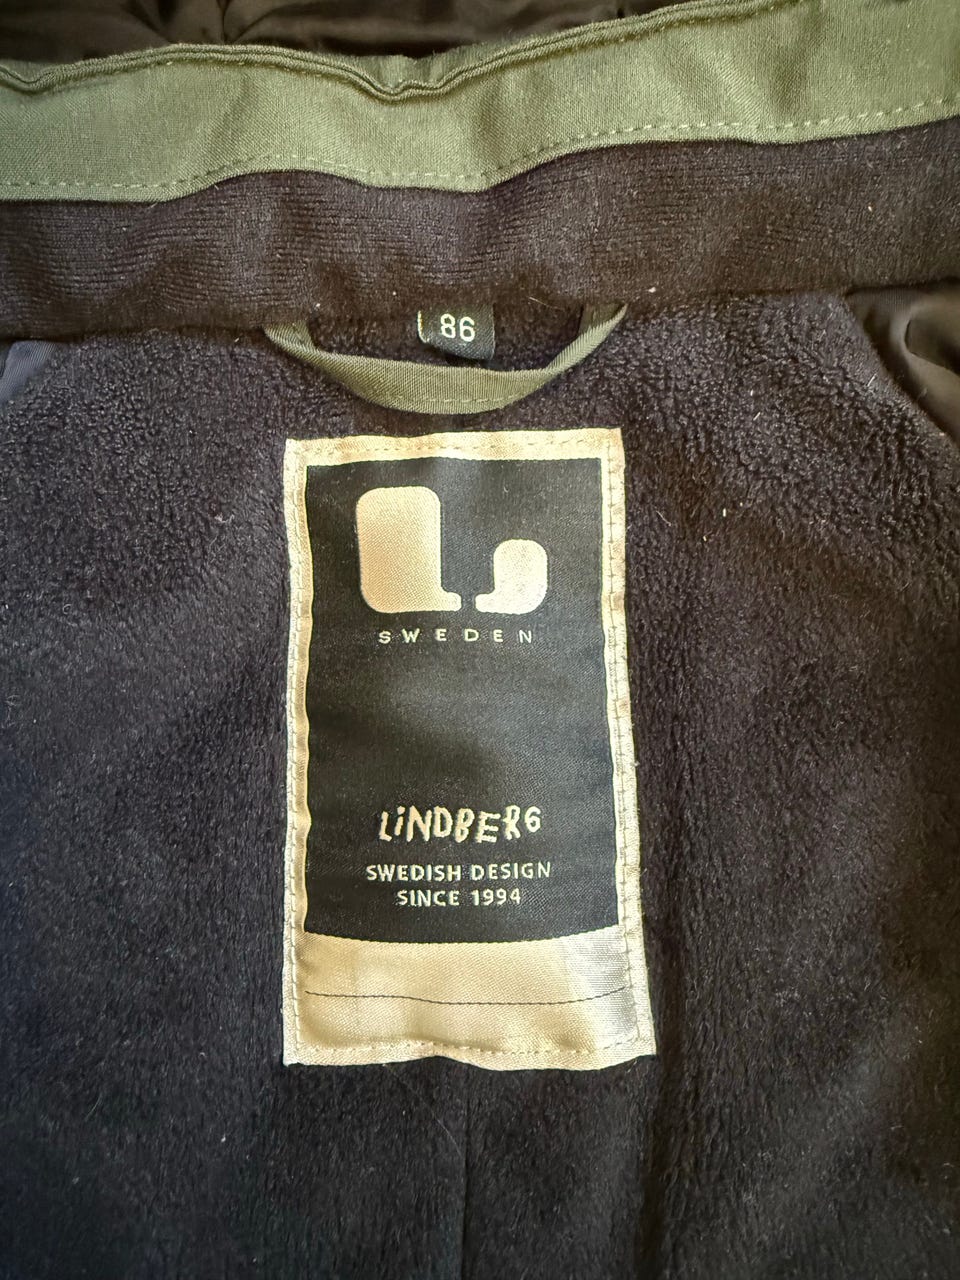 86
SWEDEN
LiNDBERG
SWEDISH DESIGN
SINCE 1994